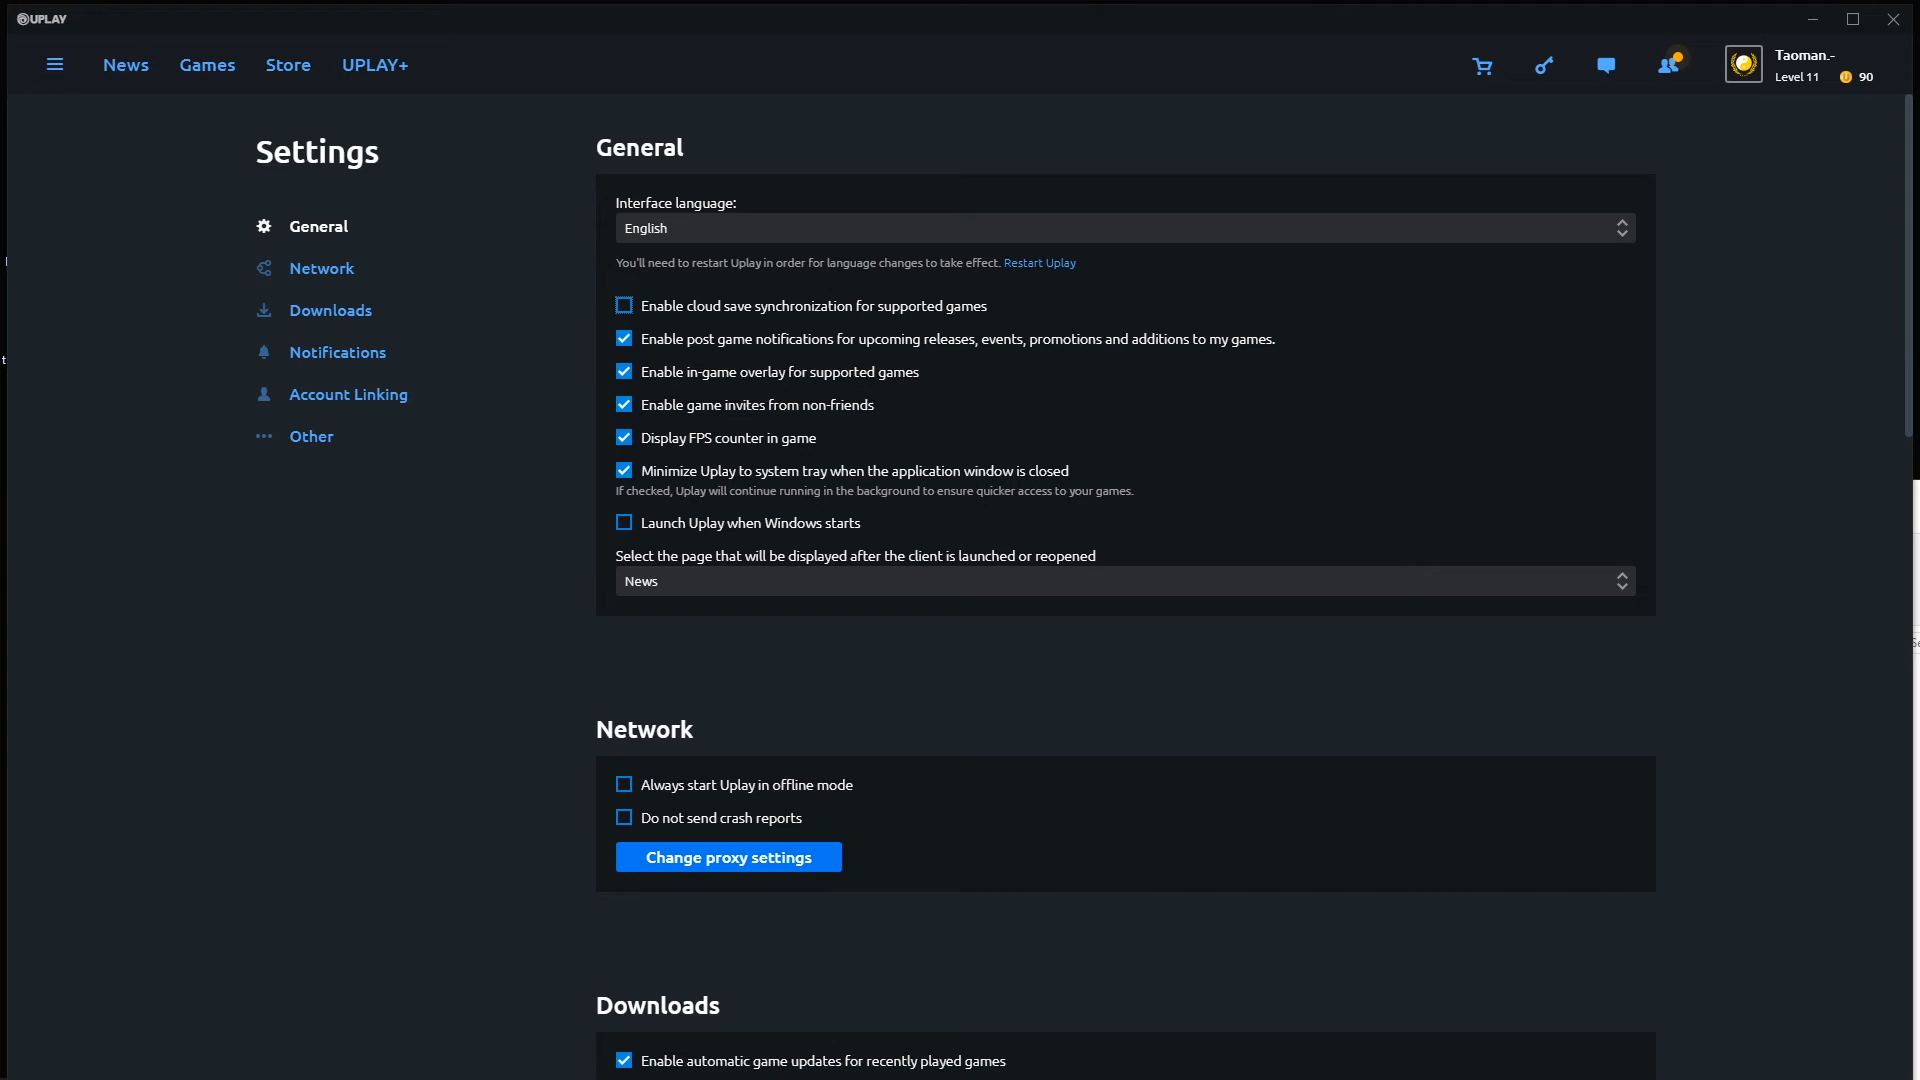 UPLAY
News Games Store UPLAY+
Taoman.-
Level 11 90
Settings
General
Network
Downloads
Notifications
Account Linking
Other
General
Interface language:
English
You'll need to restart Uplay in order for language changes to take effect. Restart Uplay
Enable cloud save synchronization for supported games
Enable post game notifications for upcoming releases, events, promotions and additions to my games.
Enable in-game overlay for supported games
Enable game invites from non-friends
Display FPS counter in game
Minimize Uplay to system tray when the application window is closed
If checked, Uplay will continue running in the background to ensure quicker access to your games.
Launch Uplay when Windows starts
Select the page that will be displayed after the client is launched or reopened
News
Network
Always start Uplay in offline mode
Do not send crash reports
Change proxy settings
Downloads
Enable automatic game updates for recently played games